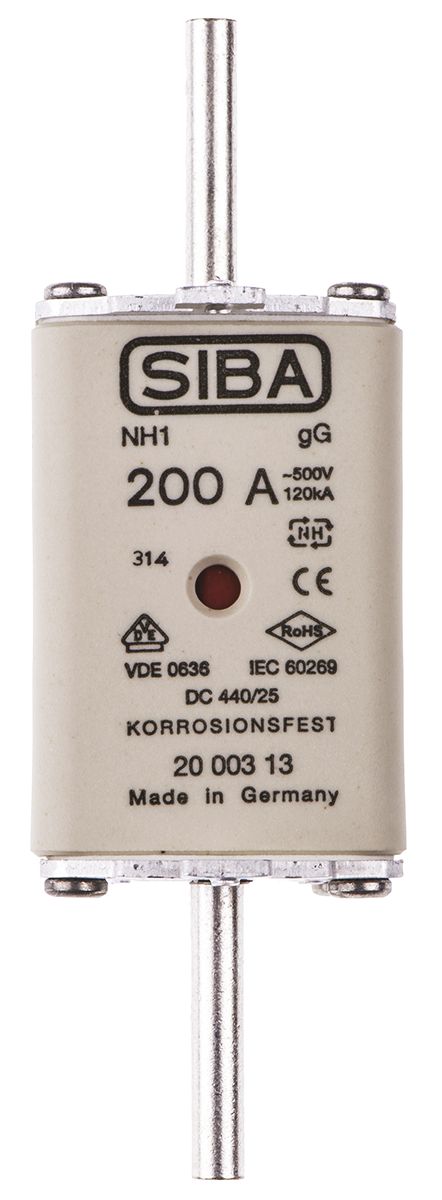 SIBA
NH1 gG
200 A ~500V
120kA
NH
314
CE
VDE RoHS
VDE 0636 IEC 60269
DC 440/25
KORROSIONSFEST
20 003 13
Made in Germany